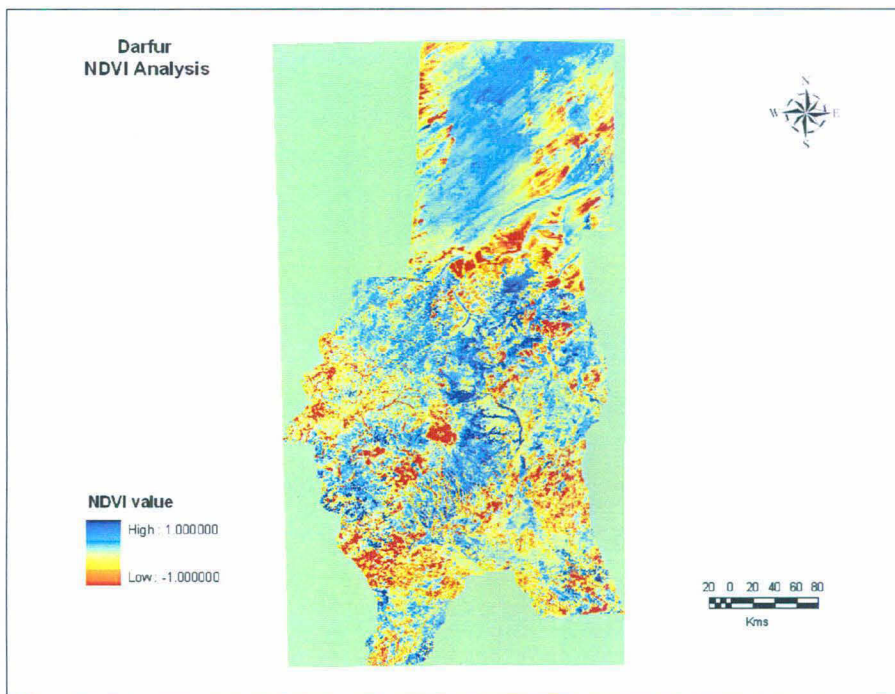 Darfur
NDVI Analysis
N
W E
S
NDVI value
High : 1.000000
Low : -1.000000
20 0 20 40 60 80
Kms